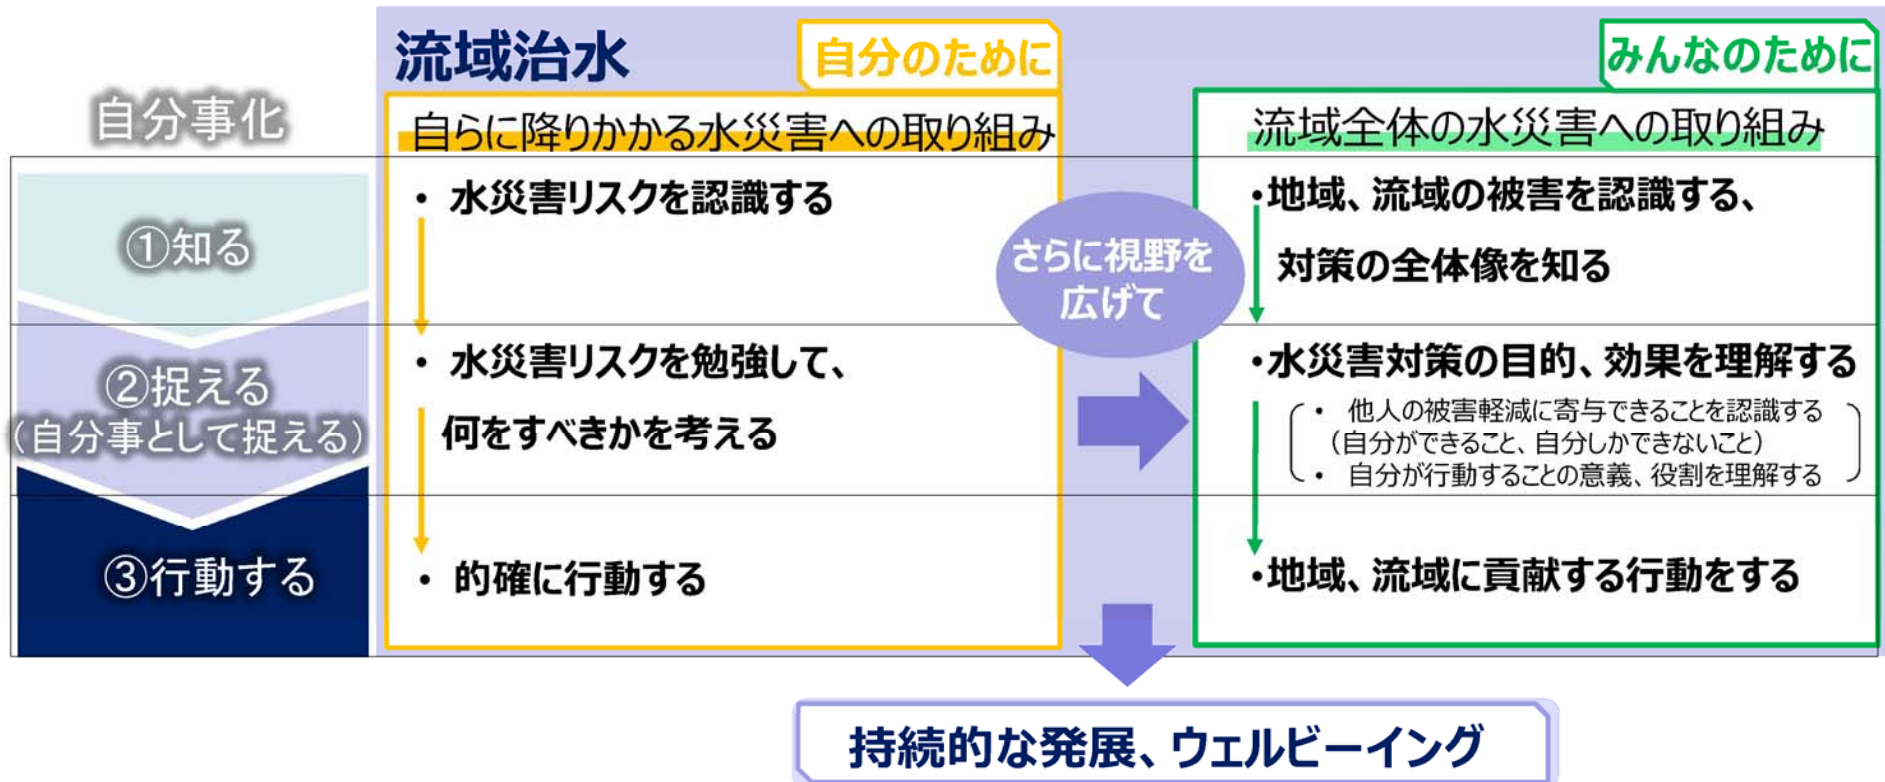 流域治水
自分のために
みんなのために
自分事化
自らに降りかかる水災害への取り組み
流域全体の水災害への取り組み
①知る
・ 水災害リスクを認識する
さらに視野を
広げて
・地域、流域の被害を認識する、
対策の全体像を知る
②捉える
(自分事として捉える)
・ 水災害リスクを勉強して、
何をすべきかを考える
・水災害対策の目的、効果を理解する
・ 他人の被害軽減に寄与できることを認識する
(自分ができること、自分しかできないこと)
・ 自分が行動することの意義、役割を理解する
③行動する
・ 的確に行動する
・地域、流域に貢献する行動をする
持続的な発展、ウェルビーイング